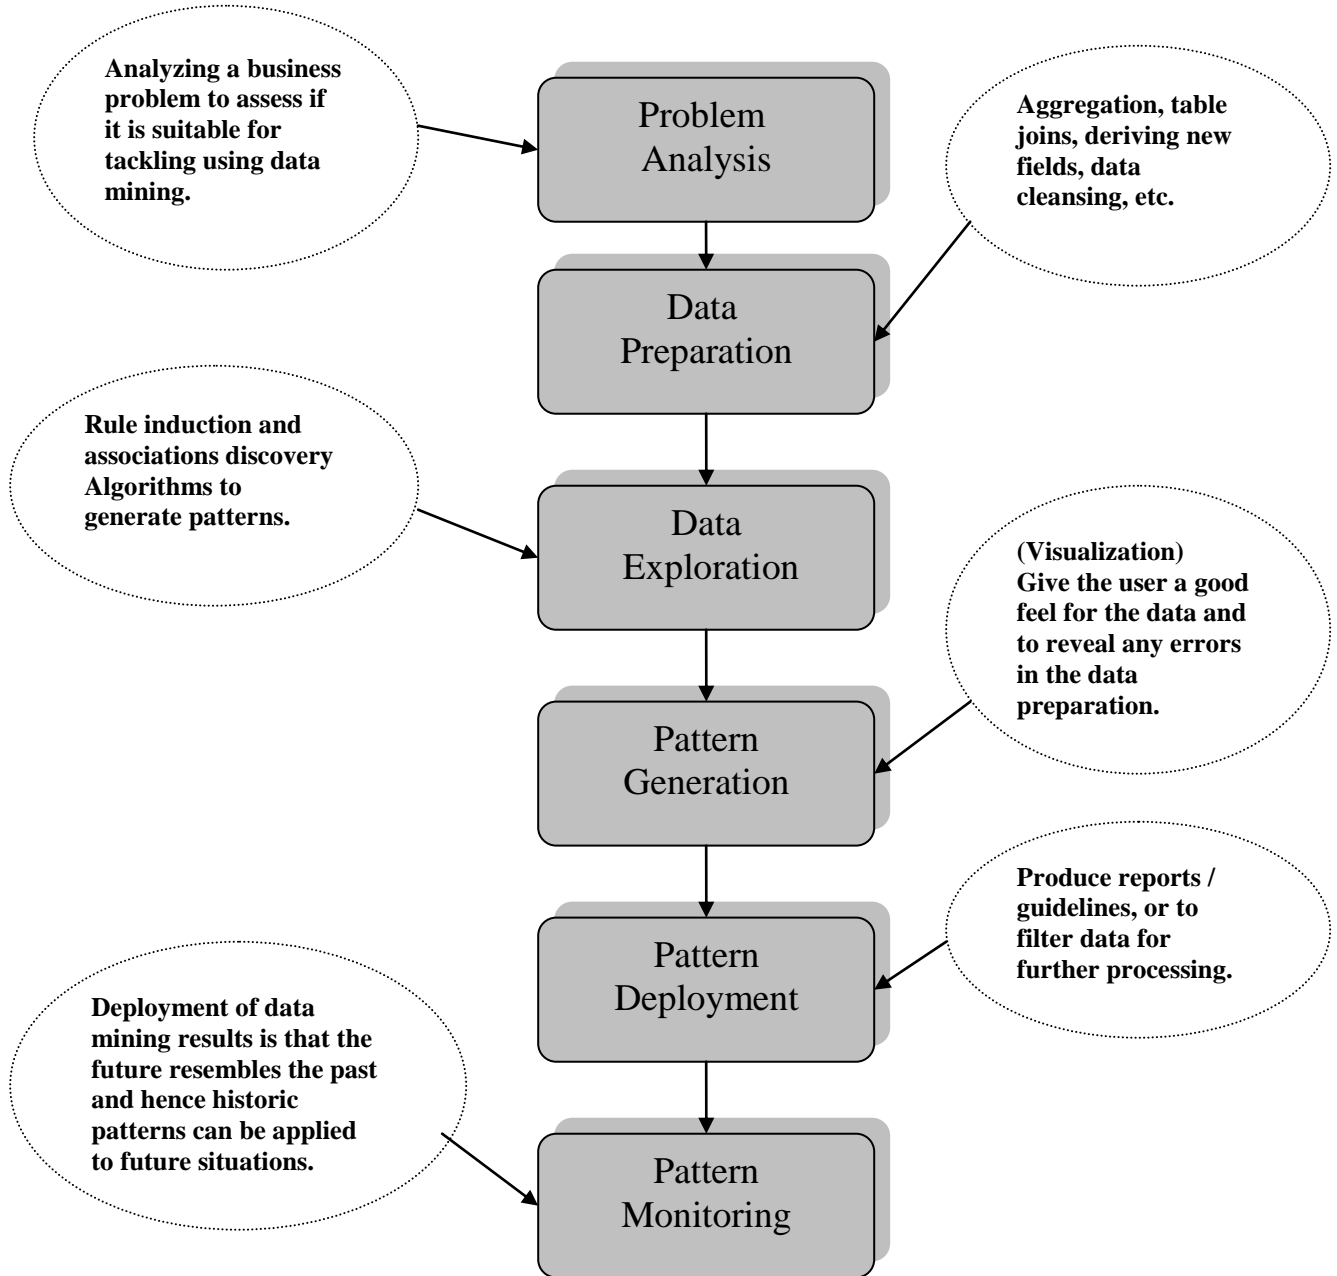 Analyzing a business
problem to assess if
it is suitable for
tackling using data
mining.
Problem
Analysis
Aggregation, table
joins, deriving new
fields, data
cleansing, etc.
Data
Preparation
Rule induction and
associations discovery
Algorithms to
generate patterns.
Data
Exploration
(Visualization)
Give the user a good
feel for the data and
to reveal any errors
in the data
preparation.
Pattern
Generation
Produce reports /
guidelines, or to
filter data for
further processing.
Pattern
Deployment
Deployment of data
mining results is that the
future resembles the past
and hence historic
patterns can be applied
to future situations.
Pattern
Monitoring